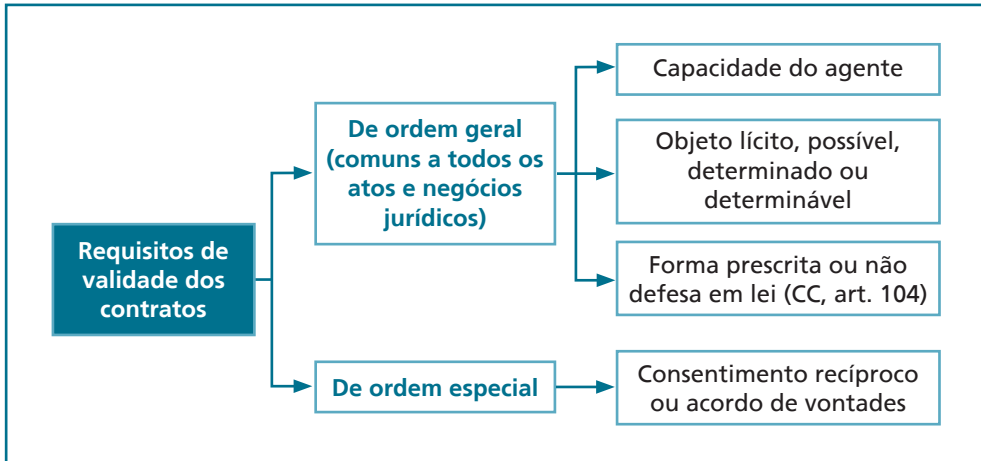 Requisitos de
validade dos
contratos
De ordem geral
(comuns a todos os
atos e negócios
jurídicos)
Capacidade do agente
Objeto lícito, possível,
determinado ou
determinável
Forma prescrita ou não
defesa em lei (CC, art. 104)
De ordem especial
Consentimento recíproco
ou acordo de vontades